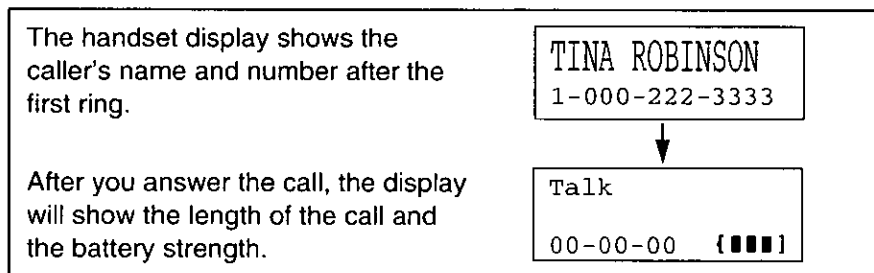 The handset display shows the
caller's name and number after the
first ring.
TINA ROBINSON
1-000-222-3333
After you answer the call, the display
will show the length of the call and
the battery strength.
Talk
00-00-00